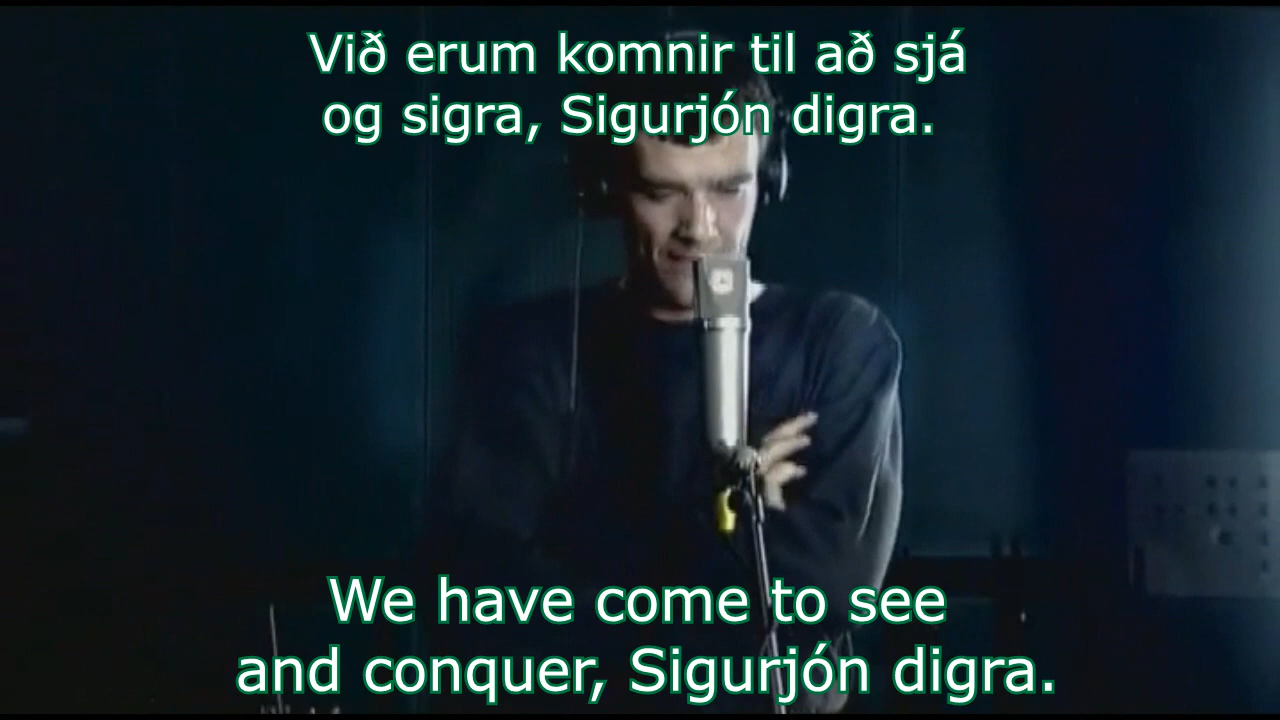 Við erum komnir til að sjá
og sigra, Sigurjón digra.
We have come to see
and conquer, Sigurjón digra.